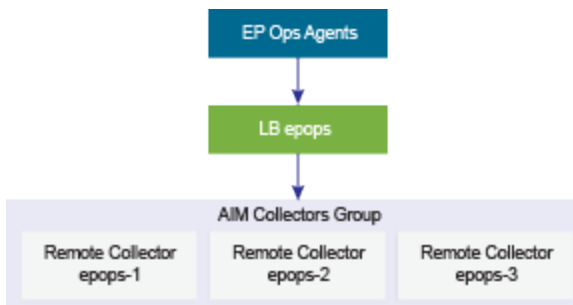 EP Ops Agents
LB epops
AIM Collectors Group
Remote Collector
epops-1
Remote Collector
epops-2
Remote Collector
epops-3